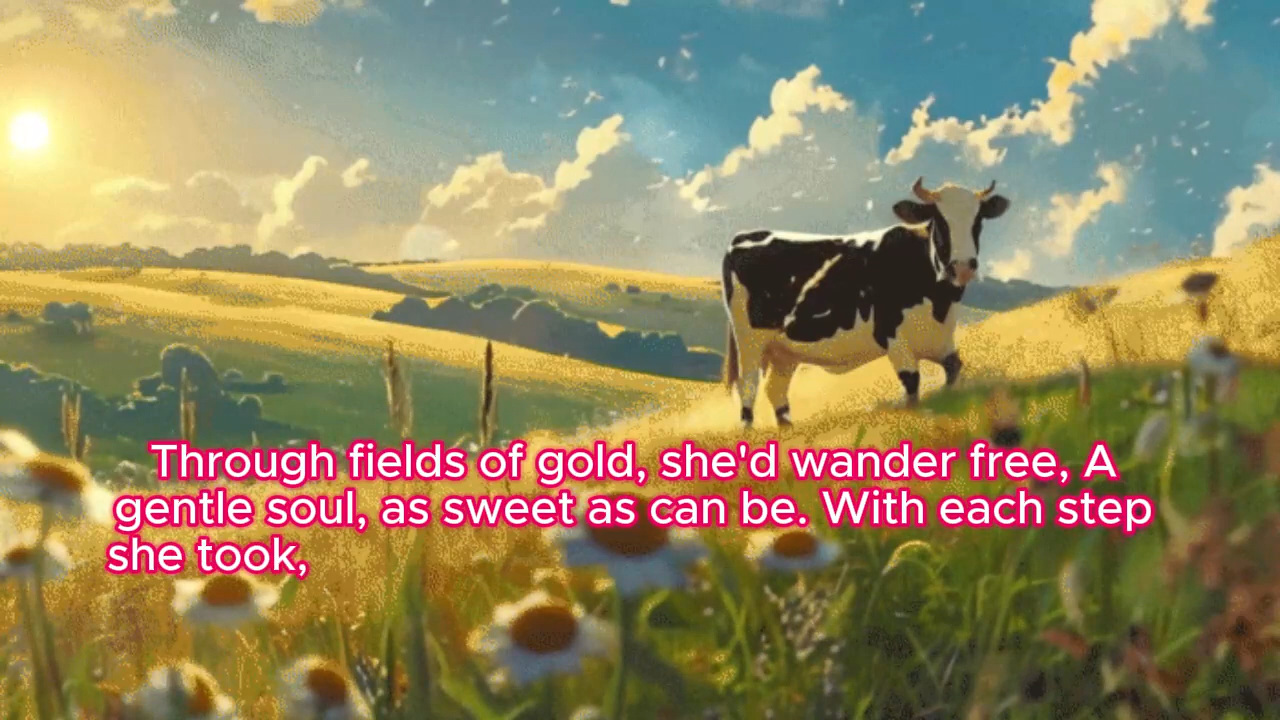 Through fields of gold, she'd wander free, A
gentle soul, as sweet as can be. With each step
she took,